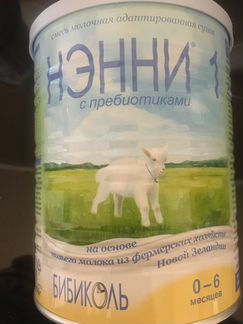 смесь молочная адаптированная сухая
НЭННИ 1
с пребиотиками
на основе
козьего молока из фермерских хозяйств
Новой Зеландии
БИБИКОЛЬ
0–6
месяцев